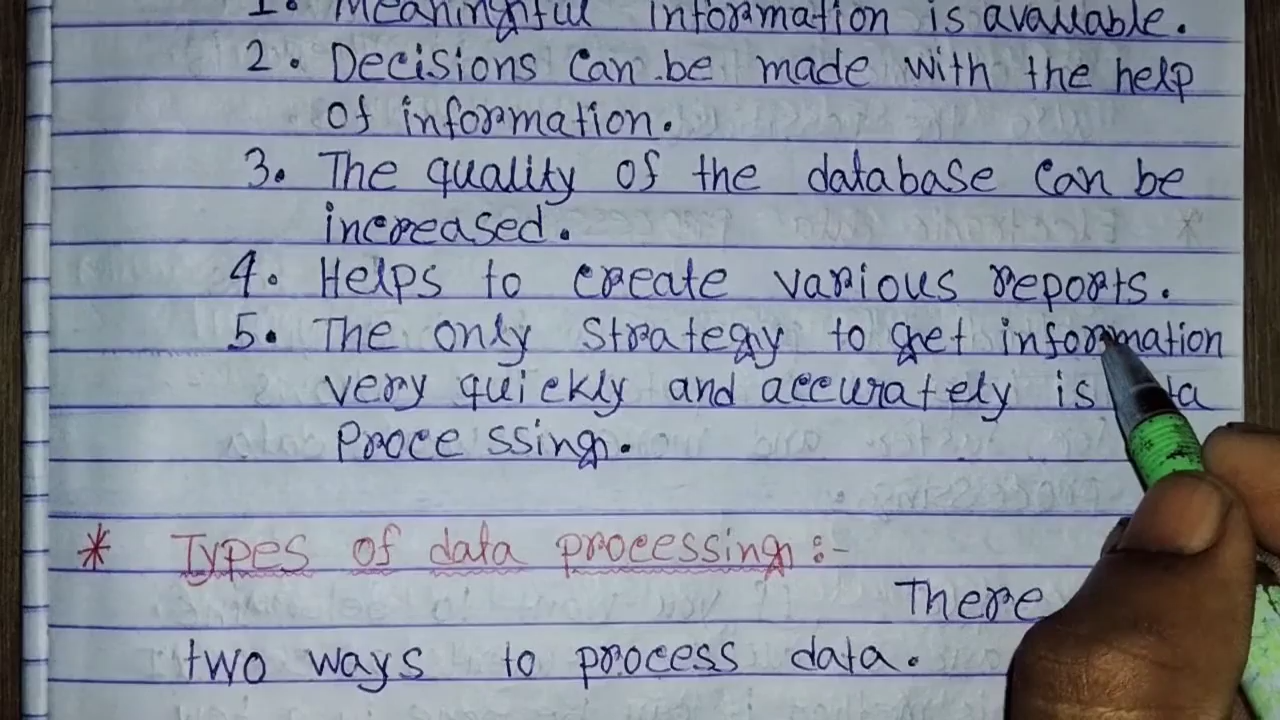 1. Meaningful information is available.
2. Decisions can be made with the help
of information.
3. The quality of the database can be
increased.
4. Helps to create various reports.
5. The only strategy to get information
very quickly and accurately is
Processing.
* Types of data processing :-
There
two ways to process data.